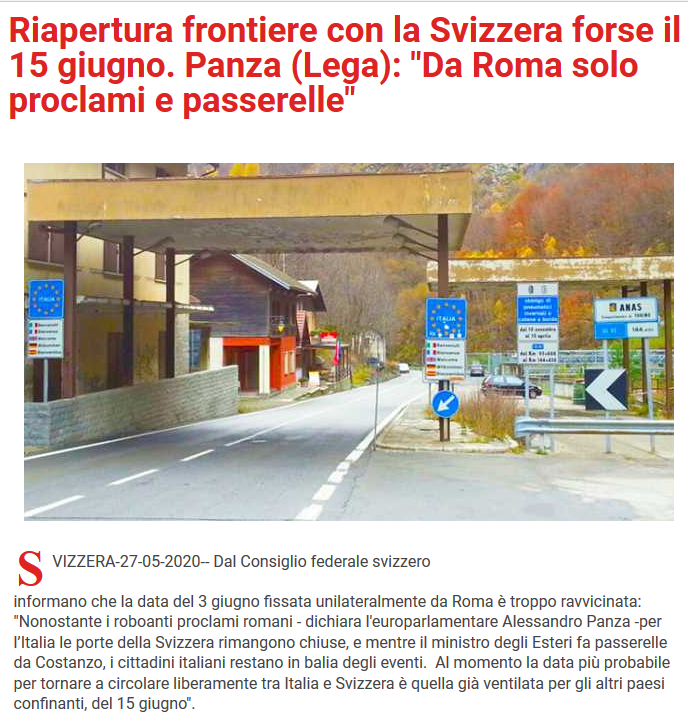 Riapertura frontiere con la Svizzera forse il
15 giugno. Panza (Lega): "Da Roma solo
proclami e passerelle"
ITALIA
ITALIA
ANAS
SVIZZERA-27-05-2020-- Dal Consiglio federale svizzero
informano che la data del 3 giugno fissata unilateralmente da Roma è troppo ravvicinata:
"Nonostante i roboanti proclami romani - dichiara l'europarlamentare Alessandro Panza -per
l'Italia le porte della Svizzera rimangono chiuse, e mentre il ministro degli Esteri fa passerelle
da Costanzo, i cittadini italiani restano in balia degli eventi.  Al momento la data più probabile
per tornare a circolare liberamente tra Italia e Svizzera è quella già ventilata per gli altri paesi
confinanti, del 15 giugno".